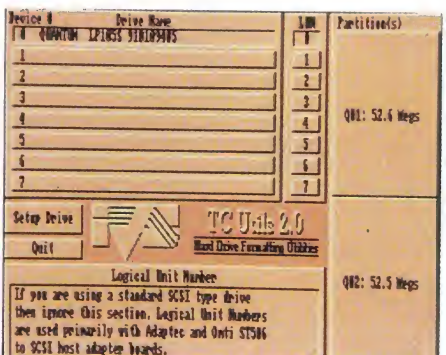 Device # Drive Name LUN Partition(s)
0 QUANTUM LP105S 910109405 0
1 1
2 2
3 3
4 4
5 5
6 6
7 7
Q01: 52.6 Megs
Setup Drive
Quit
TC Utils 2.0
Hard Drive Formatting Utilities
Q02: 52.5 Megs
Logical Unit Number
If you are using a standard SCSI type drive
then ignore this section. Logical Unit Numbers
are used primarily with Adaptec and Omti ST506
to SCSI host adapter boards.